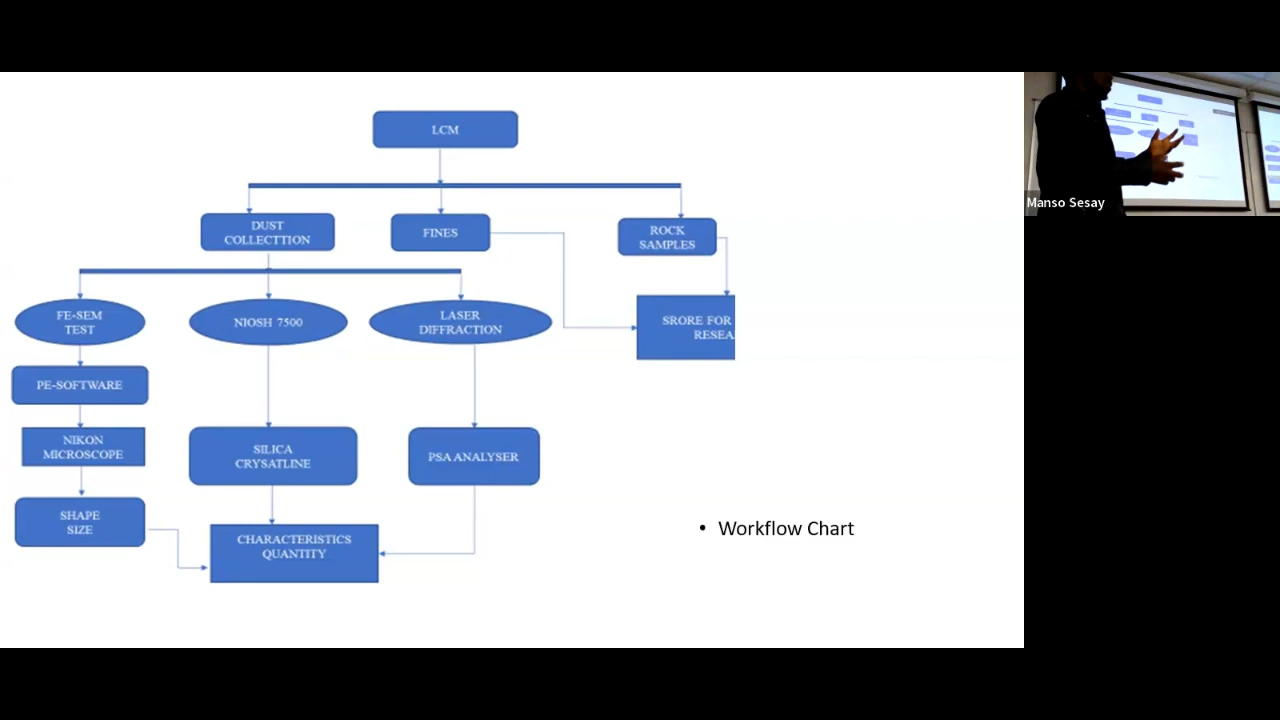 LCM
DUST
COLLECTTION
FINES
ROCK
SAMPLES
FE-SEM
TEST
NIOSH 7500
LASER
DIFFRACTION
SRORE FOR
RESEA
PE-SOFTWARE
NIKON
MICROSCOPE
SILICA
CRYSATLINE
PSA ANALYSER
SHAPE
SIZE
CHARACTERISTICS
QUANTITY
• Workflow Chart
Manso Sesay